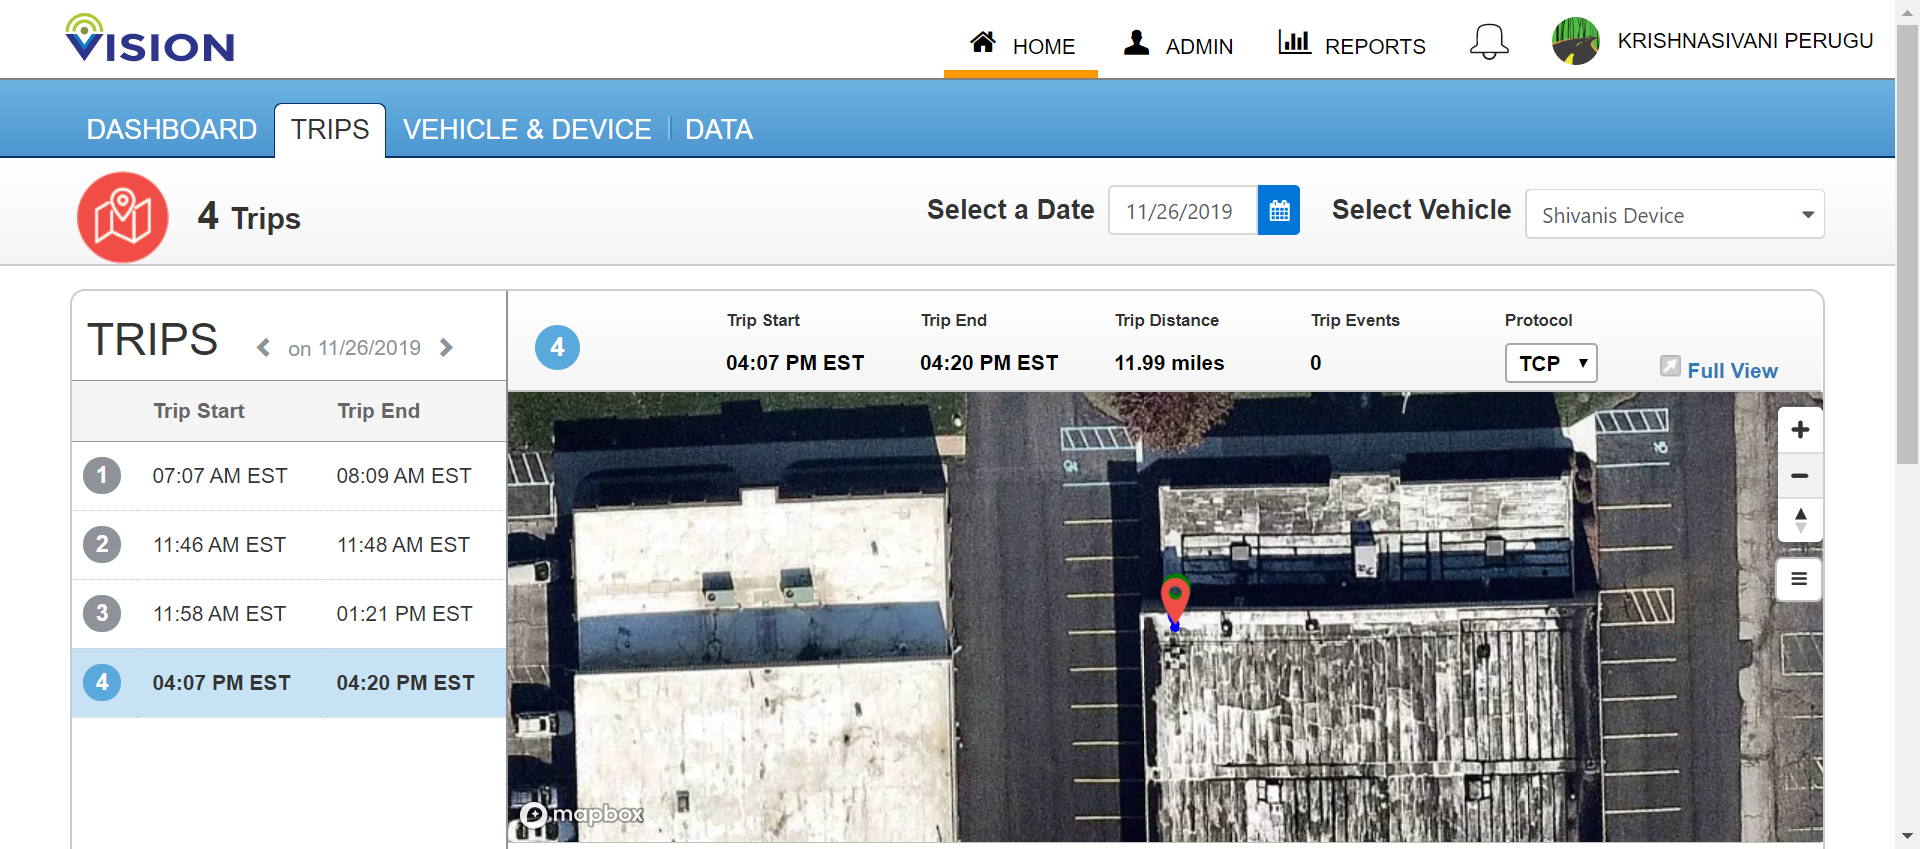 VISION
HOME
ADMIN
REPORTS
KRISHNASIVANI PERUGU
DASHBOARD
TRIPS
VEHICLE & DEVICE
DATA
4 Trips
Select a Date
11/26/2019
Select Vehicle
Shivanis Device
TRIPS
on 11/26/2019
Trip Start Trip End
1 07:07 AM EST 08:09 AM EST
2 11:46 AM EST 11:48 AM EST
3 11:58 AM EST 01:21 PM EST
4 04:07 PM EST 04:20 PM EST
4
Trip Start Trip End Trip Distance Trip Events Protocol
04:07 PM EST 04:20 PM EST 11.99 miles 0 TCP
Full View
mapbox